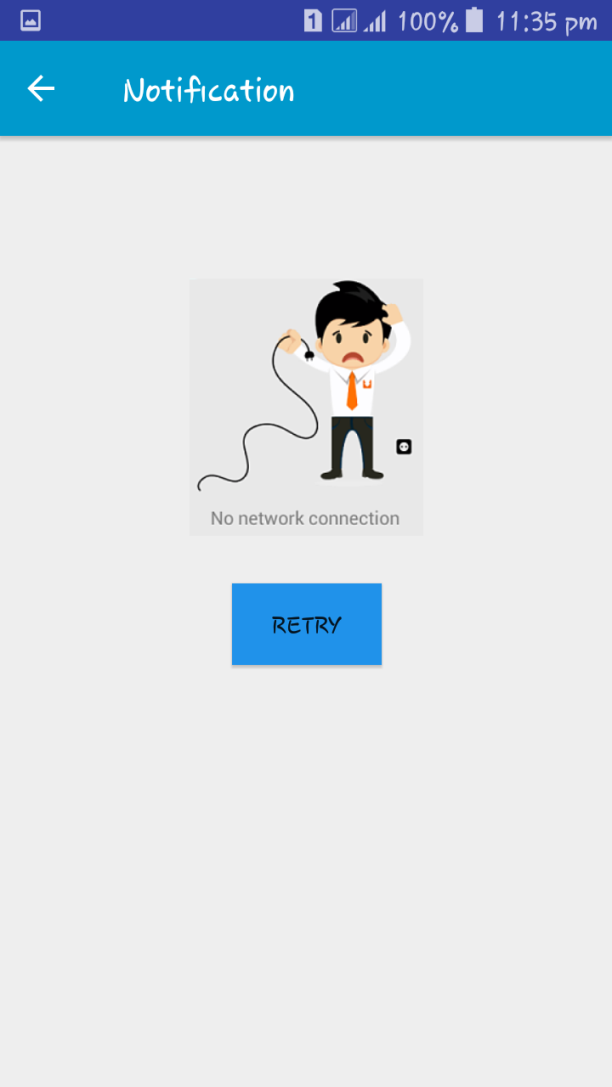 1 100% 11:35 pm
Notification
No network connection
RETRY